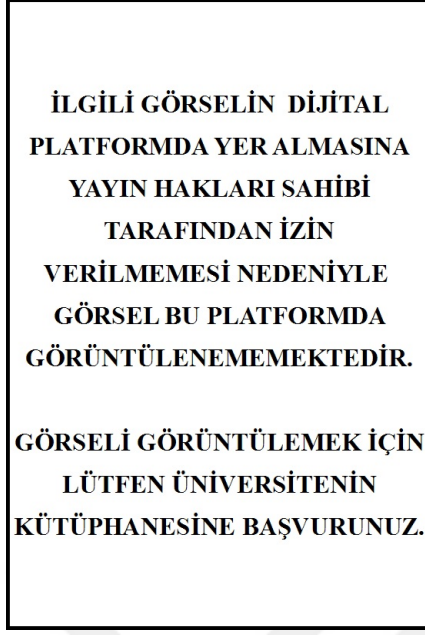 İLGİLİ GÖRSELİN DİJİTAL
PLATFORMDA YER ALMASINA
YAYIN HAKLARI SAHİBİ
TARAFINDAN İZİN
VERİLMEMESİ NEDENİYLE
GÖRSEL BU PLATFORMDA
GÖRÜNTÜLENEMEMEKTEDİR.
GÖRSELİ GÖRÜNTÜLEMEK İÇİN
LÜTFEN ÜNİVERSİTENİN
KÜTÜPHANESİNE BAŞVURUNUZ.